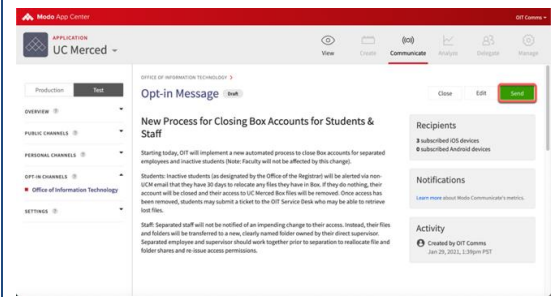 Modo App Center
OIT Comms
APPLICATION
UC Merced
View
Create
Communicate
Analyze
Delegate
Manage
Production
Test
OVERVIEW
PUBLIC CHANNELS
PERSONAL CHANNELS
OPT-IN CHANNELS
Office of Information Technology
SETTINGS
OFFICE OF INFORMATION TECHNOLOGY
Opt-in Message
Draft
Close
Edit
Send
New Process for Closing Box Accounts for Students &
Staff
Starting today, OIT will implement a new automated process to close Box accounts for separated
employees and inactive students (Note: Faculty will not be affected by this change).
Students: Inactive students (as designated by the Office of the Registrar) will be alerted via non-
UCM email that they have 30 days to relocate any files they have in Box. If they do nothing, their
account will be closed and their access to UC Merced Box files will be removed. Once access has
been removed, students may submit a ticket to the OIT Service Desk who may be able to retrieve
lost files.
Staff: Separated staff will not be notified of an impending change to their access. Instead, their files
and folders will be transferred to a new, clearly named folder owned by their direct supervisor.
Separated employee and supervisor should work together prior to separation to reallocate file and
folder shares and re-issue access permissions.
Recipients
3 subscribed iOS devices
0 subscribed Android devices
Notifications
Learn more about Modo Communicate's metrics.
Activity
Created by OIT Comms
Jan 29, 2021, 1:39pm PST